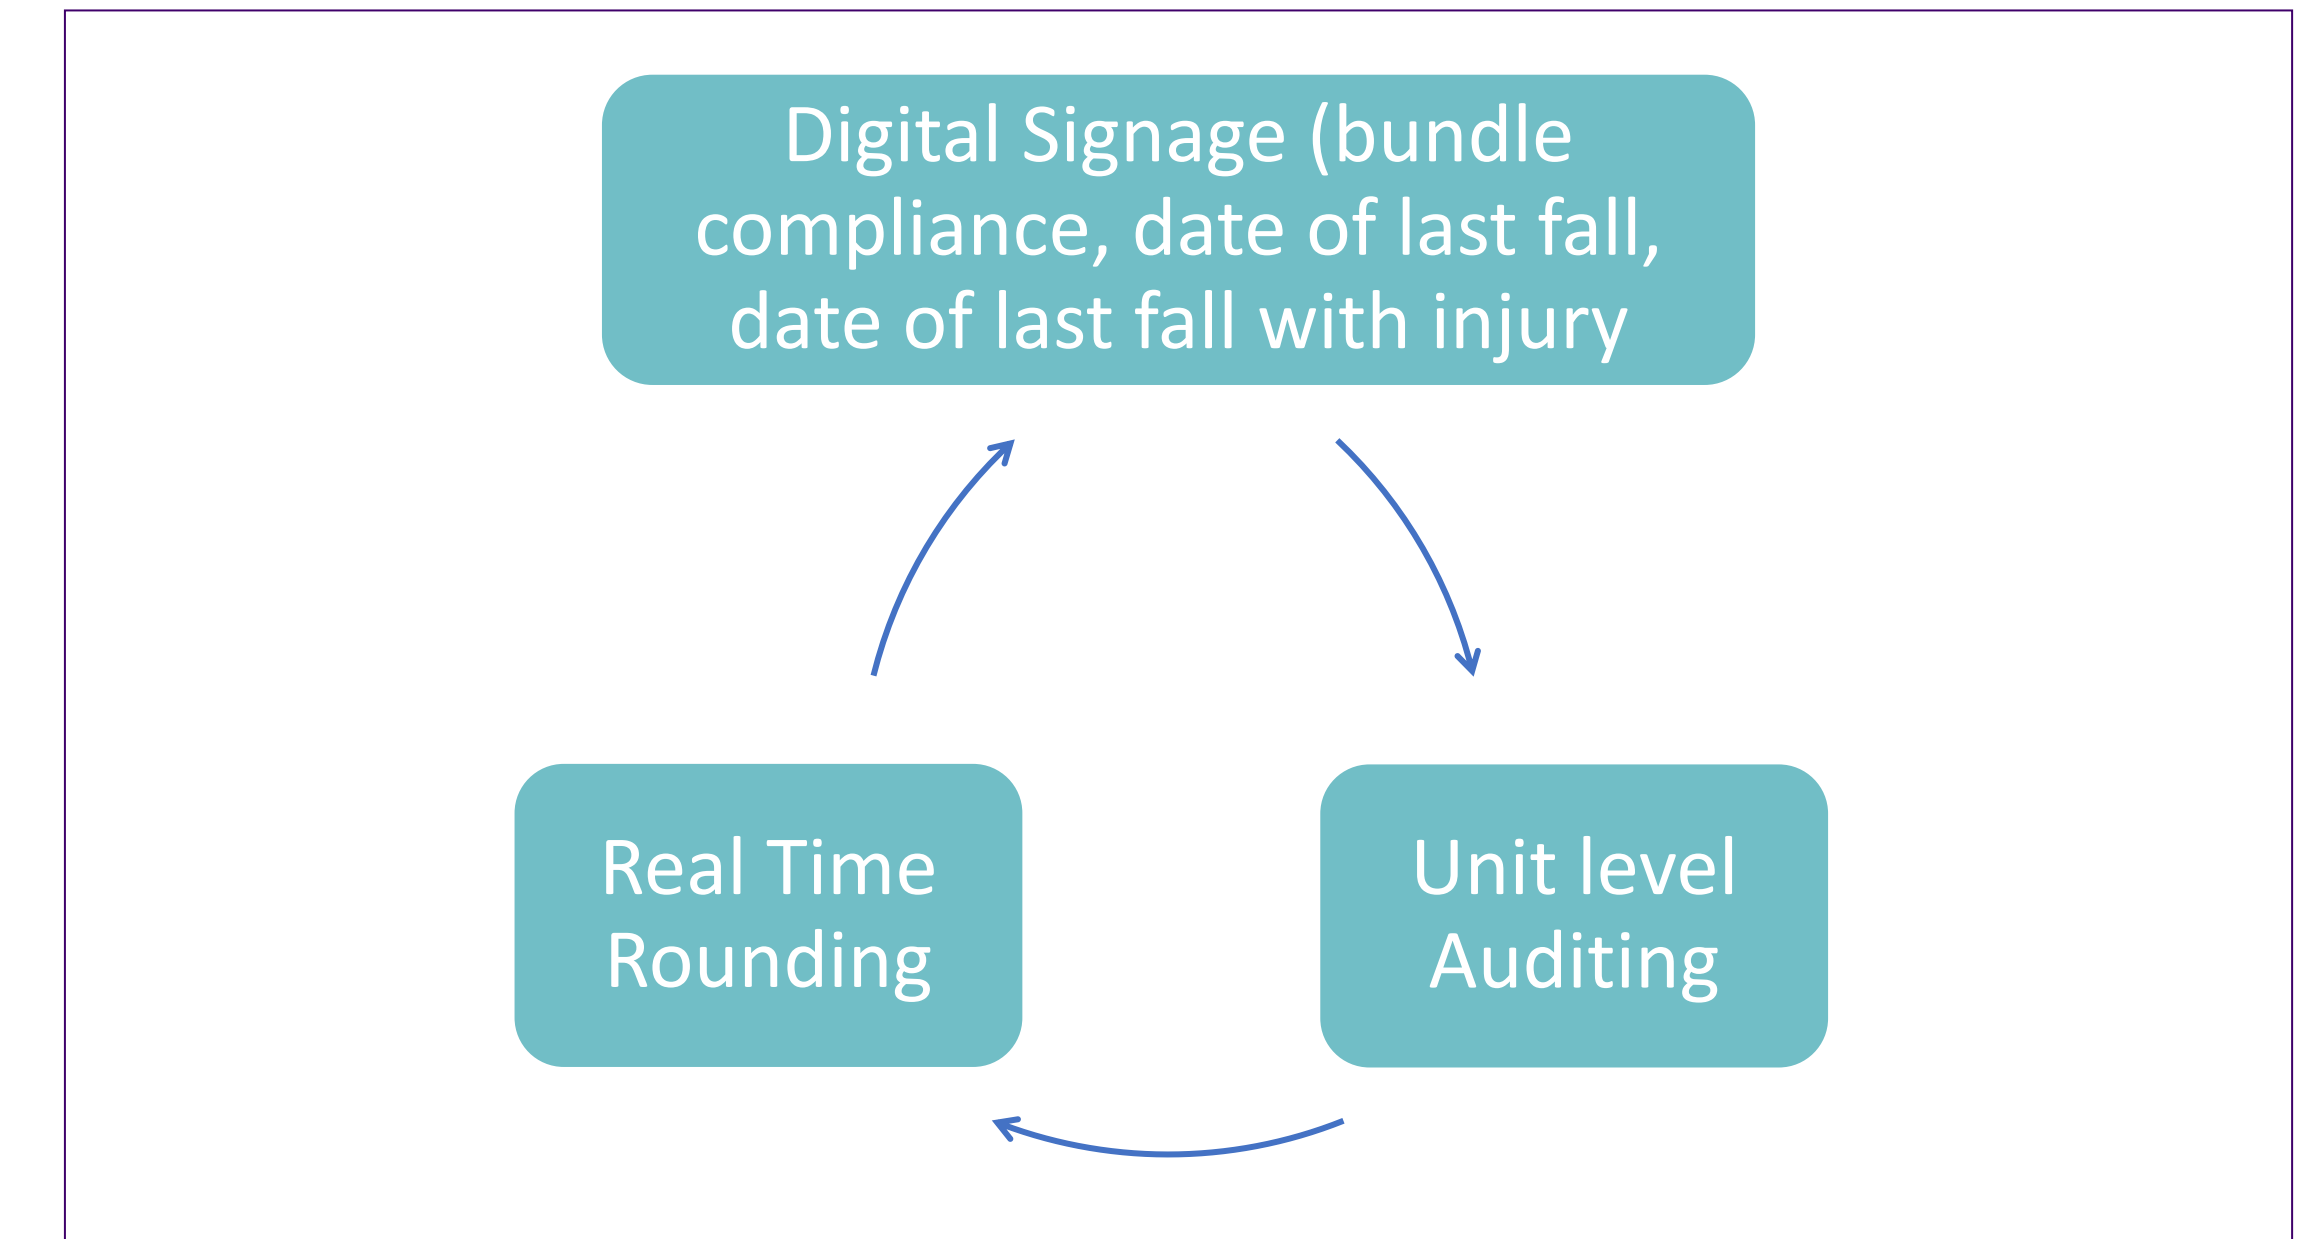 Digital Signage (bundle
compliance, date of last fall,
date of last fall with injury
Real Time
Rounding
Unit level
Auditing